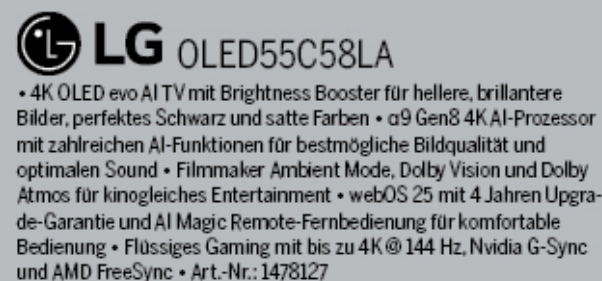 LG OLED55C58LA
• 4K OLED evo AI TV mit Brightness Booster für hellere, brillantere
Bilder, perfektes Schwarz und satte Farben • α9 Gen8 4K AI-Prozessor
mit zahlreichen AI-Funktionen für bestmögliche Bildqualität und
optimalen Sound • Filmmaker Ambient Mode, Dolby Vision und Dolby
Atmos für kinogleiches Entertainment • webOS 25 mit 4 Jahren Upgra-
de-Garantie und AI Magic Remote-Fernbedienung für komfortable
Bedienung • Flüssiges Gaming mit bis zu 4K @ 144 Hz, Nvidia G-Sync
und AMD FreeSync • Art.-Nr.: 1478127